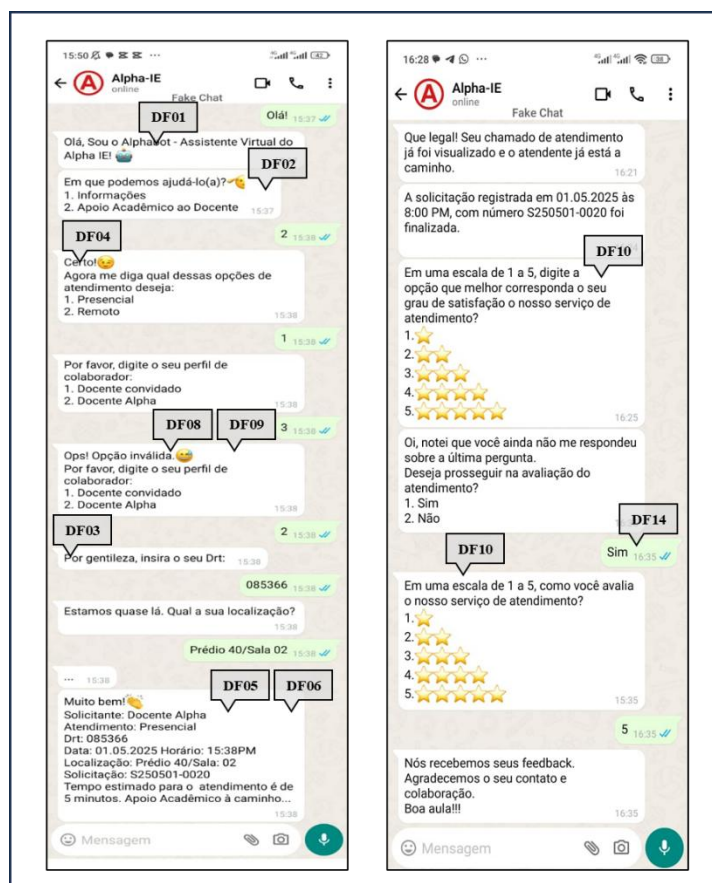 15:50
Alpha-IE
online
Fake Chat
Olá! 15:37
DF01
Olá, Sou o Alphabot - Assistente Virtual do
Alpha IE!
DF02
Em que podemos ajudá-lo(a)?
1. Informações
2. Apoio Acadêmico ao Docente 15:37
2 15:38
DF04
Certo!
Agora me diga qual dessas opções de
atendimento deseja:
1. Presencial
2. Remoto 15:38
1 15:38
Por favor, digite o seu perfil de
colaborador:
1. Docente convidado
2. Docente Alpha 15:38
DF08 DF09 3 15:38
Ops! Opção inválida.
Por favor, digite o seu perfil de
colaborador:
1. Docente convidado
2. Docente Alpha 15:38
DF03 2 15:38
Por gentileza, insira o seu Drt: 15:38
085366 15:38
Estamos quase lá. Qual a sua localização?
15:38
Prédio 40/Sala 02 15:38
... 15:38
DF05 DF06
Muito bem!
Solicitante: Docente Alpha
Atendimento: Presencial
Drt: 085366
Data: 01.05.2025 Horário: 15:38PM
Localização: Prédio 40/Sala: 02
Solicitação: S250501-0020
Tempo estimado para o atendimento é de
5 minutos. Apoio Acadêmico à caminho...
15:38
Mensagem
16:28
Alpha-IE
online
Fake Chat
Que legal! Seu chamado de atendimento
já foi visualizado e o atendente já está a
caminho. 16:21
A solicitação registrada em 01.05.2025 às
8:00 PM, com número S250501-0020 foi
finalizada.
DF10
Em uma escala de 1 a 5, digite a
opção que melhor corresponda o seu
grau de satisfação o nosso serviço de
atendimento?
1.
2.
3.
4.
5.
16:25
Oi, notei que você ainda não me respondeu
sobre a última pergunta.
Deseja prosseguir na avaliação do
atendimento?
1. Sim
2. Não
DF14
Sim 16:35
DF10
Em uma escala de 1 a 5, como você avalia
o nosso serviço de atendimento?
1.
2.
3.
4.
5.
15:35
5 16:35
Nós recebemos seus feedback.
Agradecemos o seu contato e
colaboração.
Boa aula!!! 16:35
Mensagem